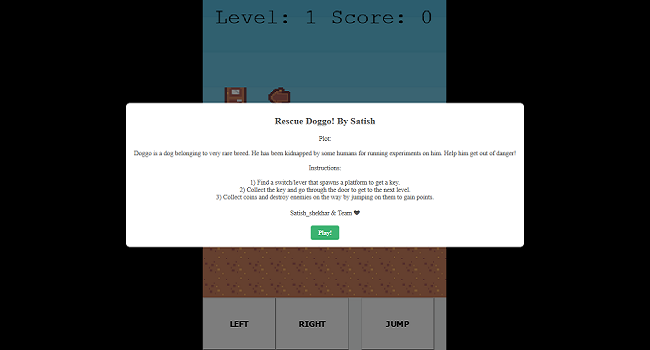 Level: 1 Score: 0
Rescue Doggo! By Satish
Plot:
Doggo is a dog belonging to very rare breed. He has been kidnapped by some humans for running experiments on him. Help him get out of danger!
Instructions:
1) Find a switch lever that spawns a platform to get a key.
2) Collect the key and go through the door to get to the next level.
3) Collect coins and destroy enemies on the way by jumping on them to gain points.
Satish_shekhar & Team ❤
Play!
LEFT RIGHT JUMP